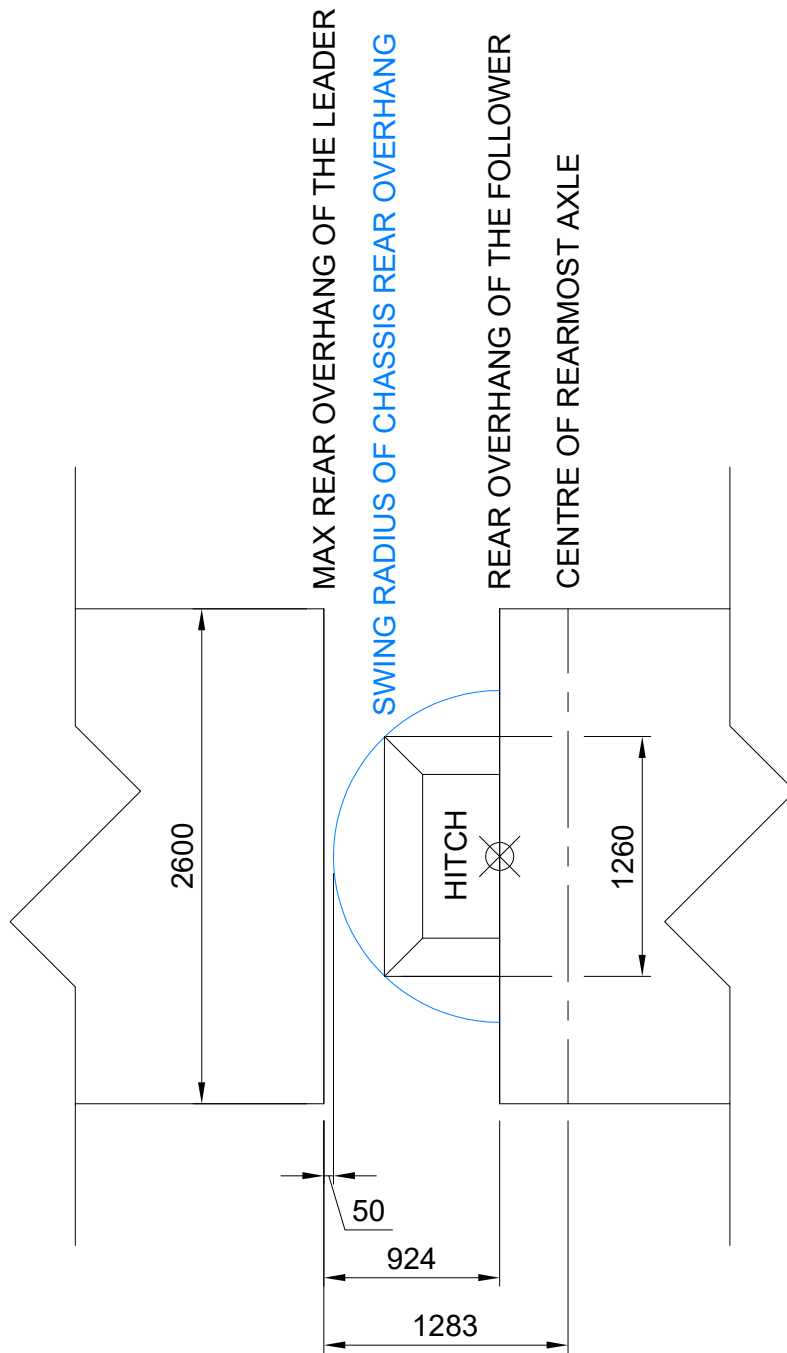 MAX REAR OVERHANG OF THE LEADER
SWING RADIUS OF CHASSIS REAR OVERHANG
REAR OVERHANG OF THE FOLLOWER
CENTRE OF REARMOST AXLE
2600
HITCH
1260
50
924
1283